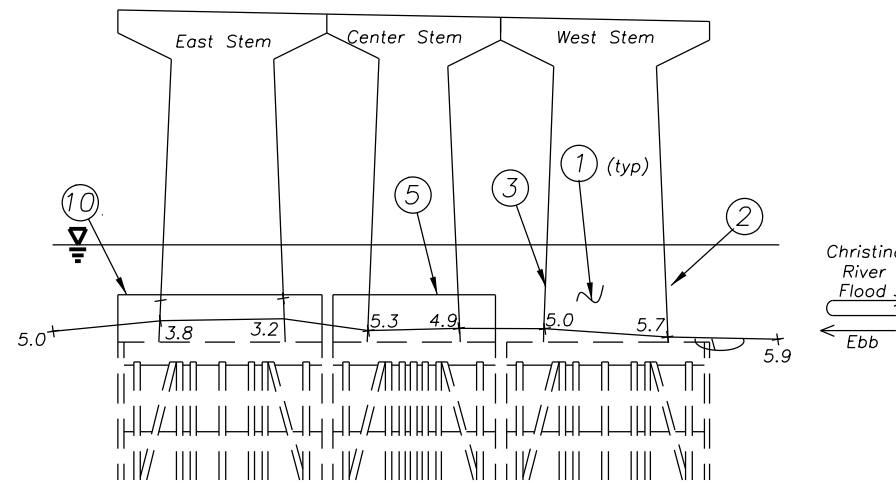 East Stem
Center Stem
West Stem
1 (typ)
3
5
10
2
Christina
River
Flood
Ebb
5.0
3.8
3.2
5.3
4.9
5.0
5.7
5.9